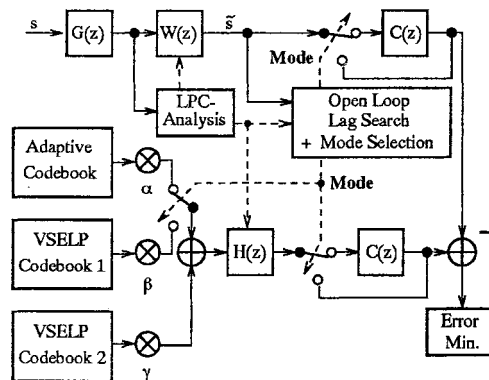 s
G(z)
W(z)
s̃
C(z)
Mode
LPC-
Analysis
Open Loop
Lag Search
+ Mode Selection
Adaptive
Codebook
α
Mode
VSELP
Codebook 1
β
H(z)
C(z)
−
VSELP
Codebook 2
γ
Error
Min.